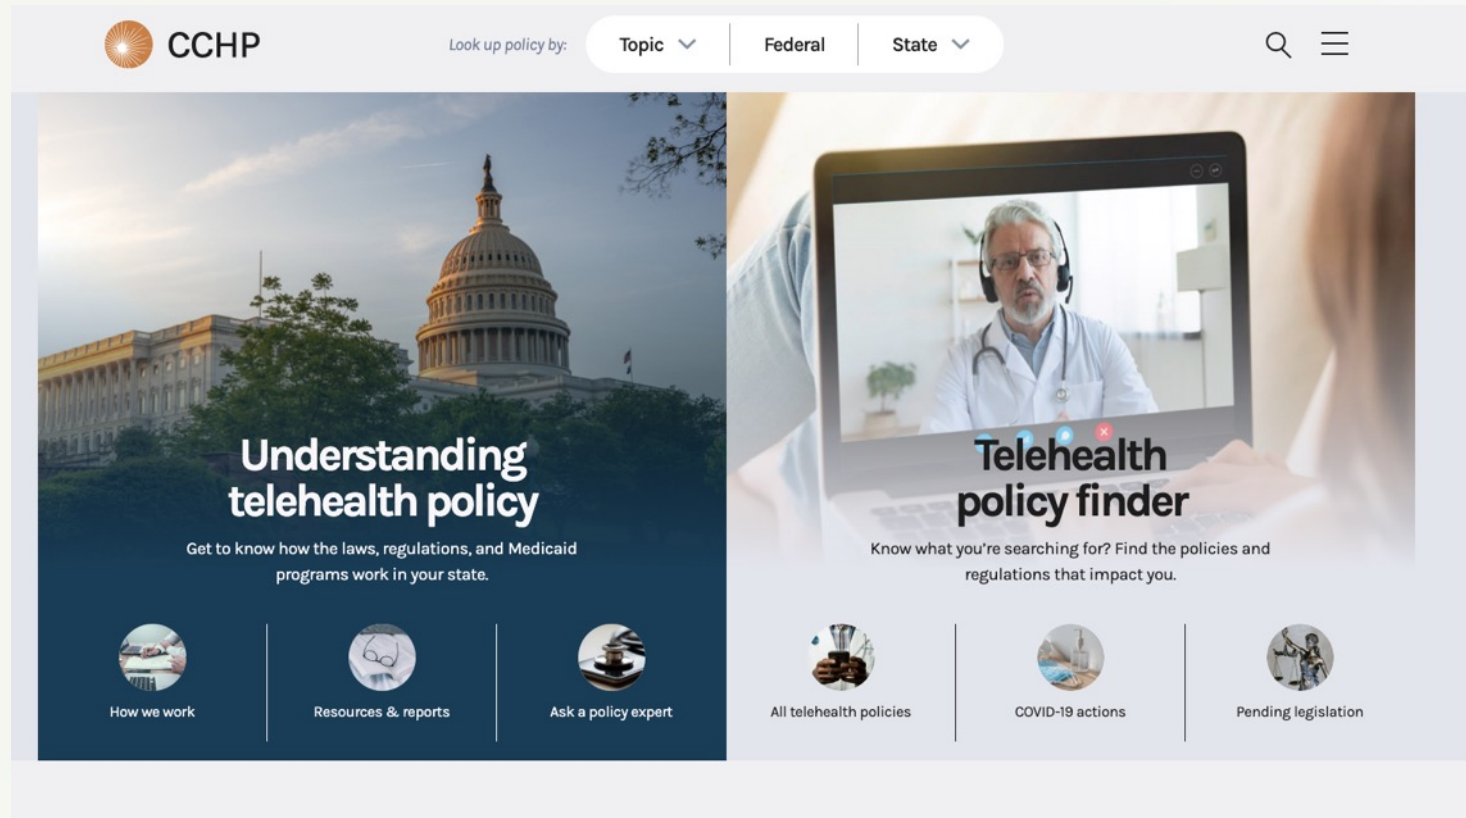 CCHP
Look up policy by:
Topic
Federal
State
Understanding
telehealth policy
Get to know how the laws, regulations, and Medicaid
programs work in your state.
How we work
Resources & reports
Ask a policy expert
Telehealth
policy finder
Know what you're searching for? Find the policies and
regulations that impact you.
All telehealth policies
COVID-19 actions
Pending legislation